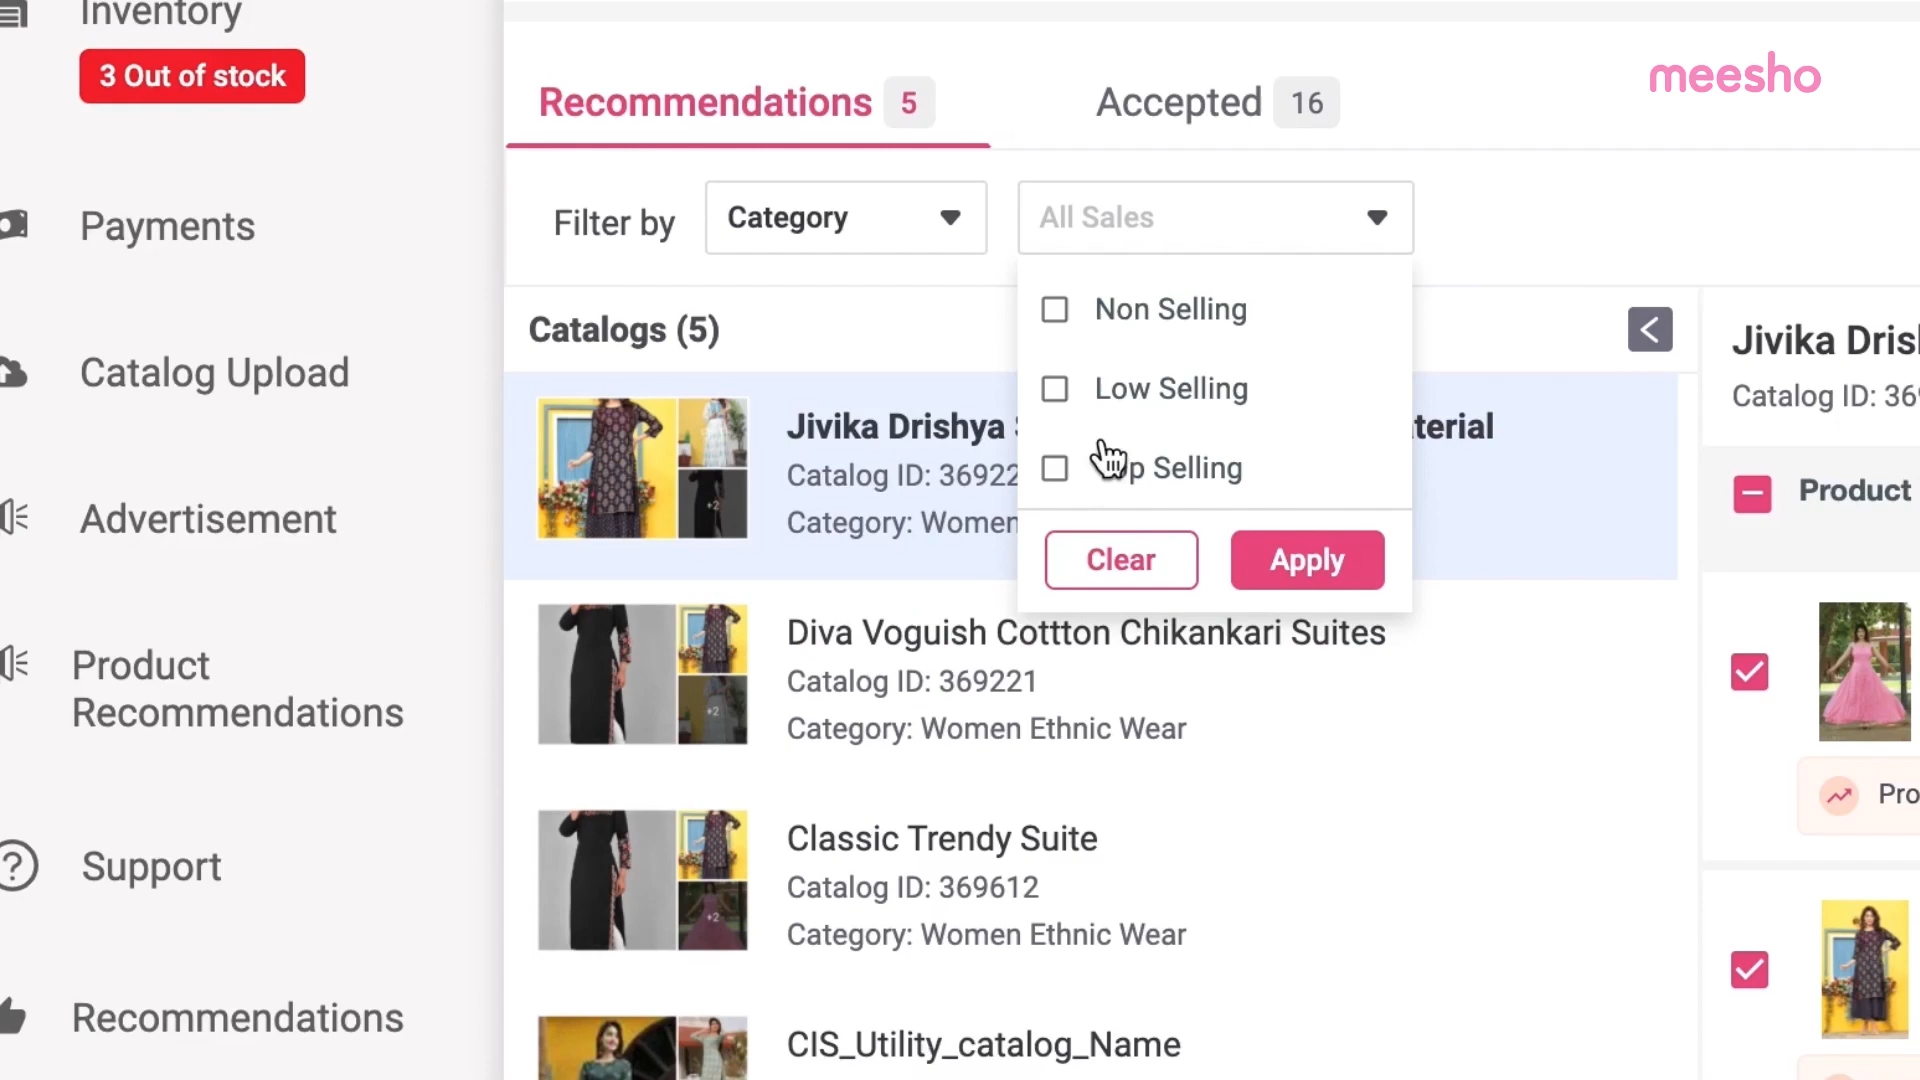 Inventory
3 Out of stock
Payments
Catalog Upload
Advertisement
Product
Recommendations
Support
Recommendations
meesho
Recommendations 5
Accepted 16
Filter by
Category
All Sales
Non Selling
Low Selling
p Selling
Clear
Apply
Catalogs (5)
Jivika Drishya
terial
Catalog ID: 36922
Category: Women
+2
Diva Voguish Cottton Chikankari Suites
Catalog ID: 369221
Category: Women Ethnic Wear
+2
Classic Trendy Suite
Catalog ID: 369612
Category: Women Ethnic Wear
+2
CIS_Utility_catalog_Name
Jivika Dris
Catalog ID: 36
Product
Pro